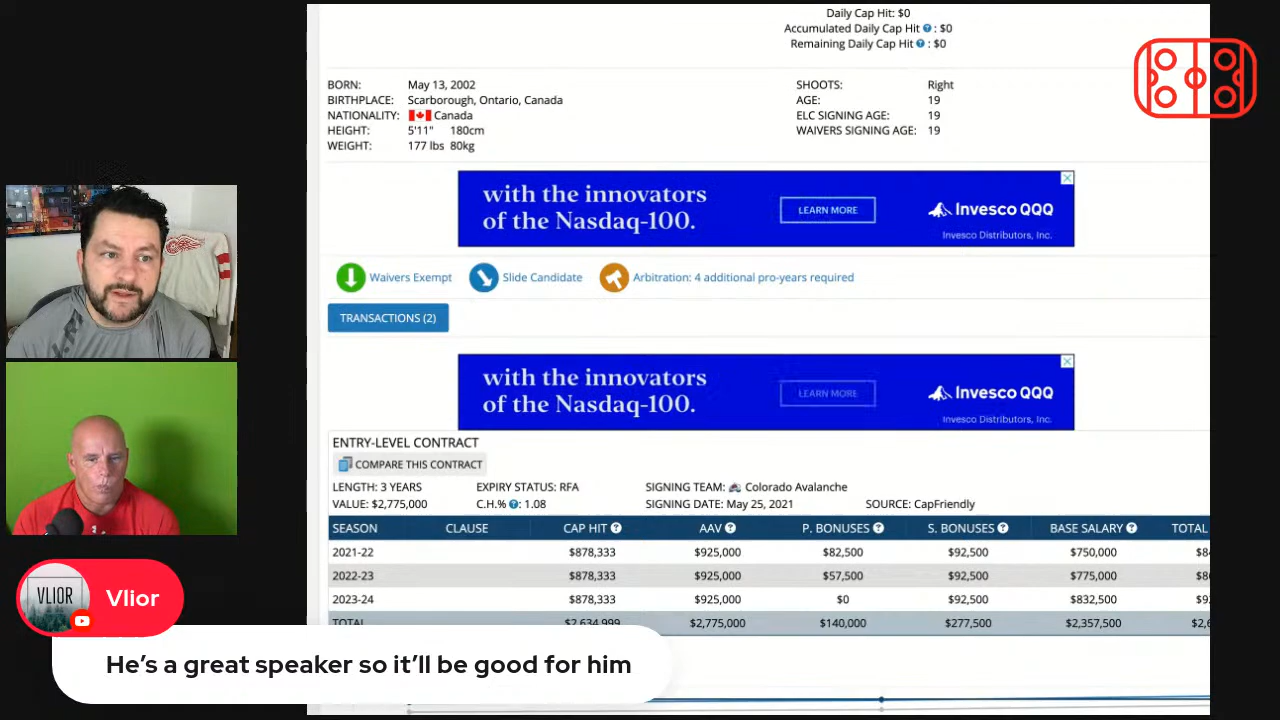 Daily Cap Hit: $0
Accumulated Daily Cap Hit ? : $0
Remaining Daily Cap Hit ? : $0
BORN: May 13, 2002 SHOOTS: Right
BIRTHPLACE: Scarborough, Ontario, Canada AGE: 19
NATIONALITY: Canada ELC SIGNING AGE: 19
HEIGHT: 5'11" 180cm WAIVERS SIGNING AGE: 19
WEIGHT: 177 lbs 80kg
with the innovators
of the Nasdaq-100.
LEARN MORE
Invesco QQQ
Invesco Distributors, Inc.
Waivers Exempt Slide Candidate Arbitration: 4 additional pro-years required
TRANSACTIONS (2)
with the innovators
of the Nasdaq-100.
LEARN MORE
Invesco QQQ
Invesco Distributors, Inc.
ENTRY-LEVEL CONTRACT
COMPARE THIS CONTRACT
LENGTH: 3 YEARS EXPIRY STATUS: RFA SIGNING TEAM: Colorado Avalanche
VALUE: $2,775,000 C.H.% ?: 1.08 SIGNING DATE: May 25, 2021 SOURCE: CapFriendly
SEASON CLAUSE CAP HIT ? AAV ? P. BONUSES ? S. BONUSES ? BASE SALARY ? TOTAL
2021-22 $878,333 $925,000 $82,500 $92,500 $750,000
2022-23 $878,333 $925,000 $57,500 $92,500 $775,000
2023-24 $878,333 $925,000 $0 $92,500 $832,500
TOTAL $2,634,999 $2,775,000 $140,000 $277,500 $2,357,500
VLIOR
Vlior
He's a great speaker so it'll be good for him